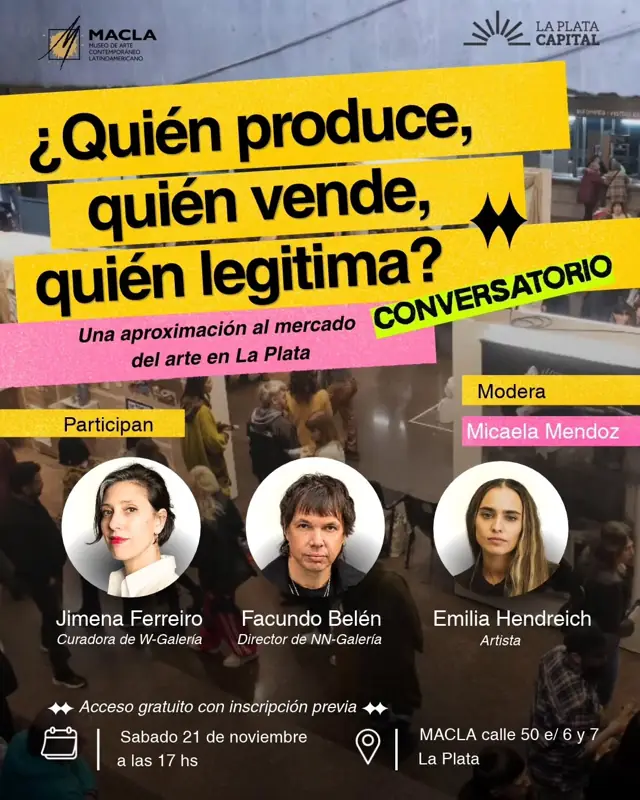 MACLA
MUSEO DE ARTE
CONTEMPORÁNEO
LATINOAMERICANO
LA PLATA
CAPITAL
¿Quién produce,
quién vende,
quién legitima?
CONVERSATORIO
Una aproximación al mercado
del arte en La Plata
Modera
Participan
Micaela Mendoz
Jimena Ferreiro
Facundo Belén
Emilia Hendreich
Curadora de W-Galería
Director de NN-Galería
Artista
Acceso gratuito con inscripción previa
Sabado 21 de noviembre
a las 17 hs
MACLA calle 50 e/ 6 y 7
La Plata